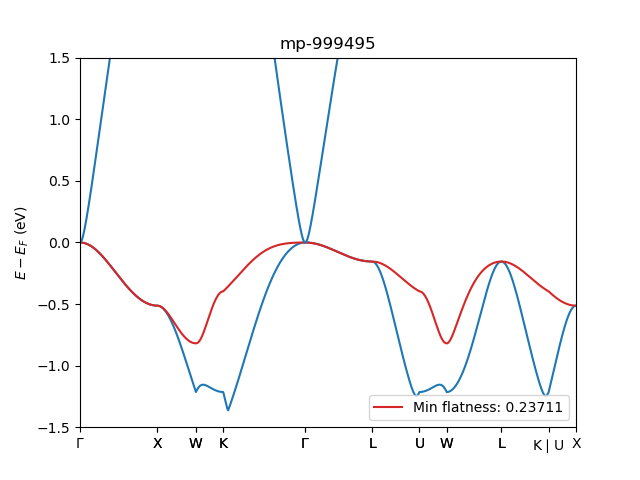 mp-999495
E − E_F (eV)
1.5
1.0
0.5
0.0
−0.5
−1.0
−1.5
Min flatness: 0.23711
Γ X W K Γ L U W L K | U X